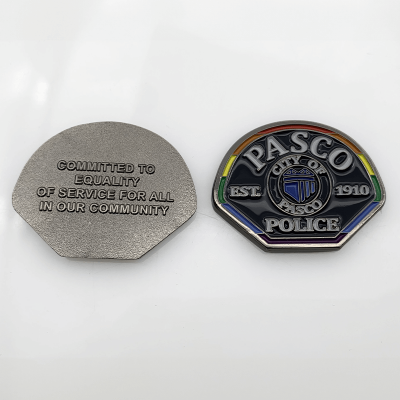 COMMITTED TO
EQUALITY
OF SERVICE FOR ALL
IN OUR COMMUNITY
PASCO
CITY OF
EST. 1910
PASCO
POLICE